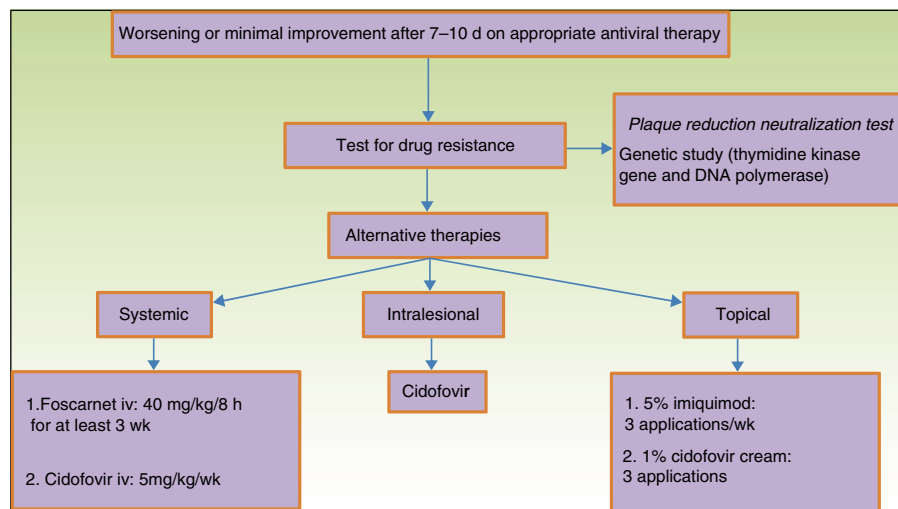 Worsening or minimal improvement after 7–10 d on appropriate antiviral therapy
Test for drug resistance
Plaque reduction neutralization test
Genetic study (thymidine kinase
gene and DNA polymerase)
Alternative therapies
Systemic
Intralesional
Topical
1.Foscarnet iv: 40 mg/kg/8 h
for at least 3 wk
2. Cidofovir iv: 5mg/kg/wk
Cidofovir
1. 5% imiquimod:
3 applications/wk
2. 1% cidofovir cream:
3 applications